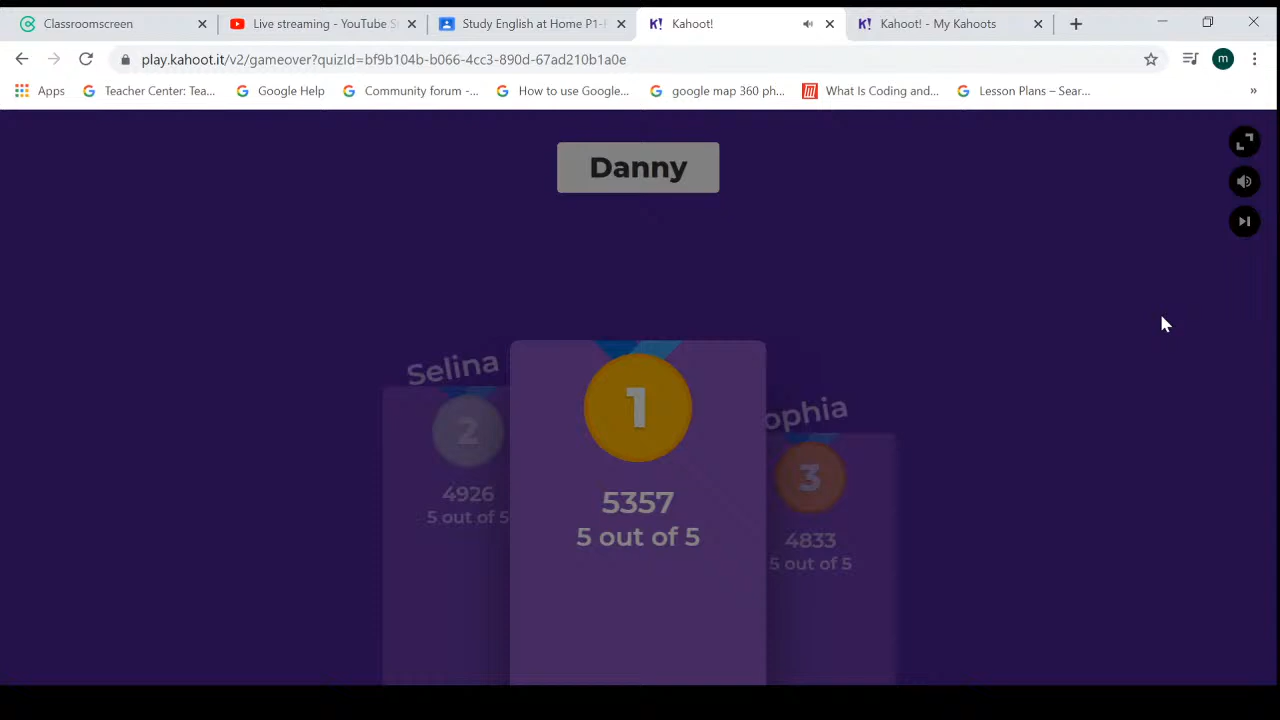 Classroomscreen
Live streaming - YouTube S
Study English at Home P1-
Kahoot!
Kahoot! - My Kahoots
play.kahoot.it/v2/gameover?quizId=bf9b104b-b066-4cc3-890d-67ad210b1a0e
m
Apps
Teacher Center: Tea...
Google Help
Community forum -...
How to use Google...
google map 360 ph...
What Is Coding and...
Lesson Plans – Sear...
Danny
Selina
ophia
1
2
3
5357
5 out of 5
4926
5 out of 5
4833
5 out of 5